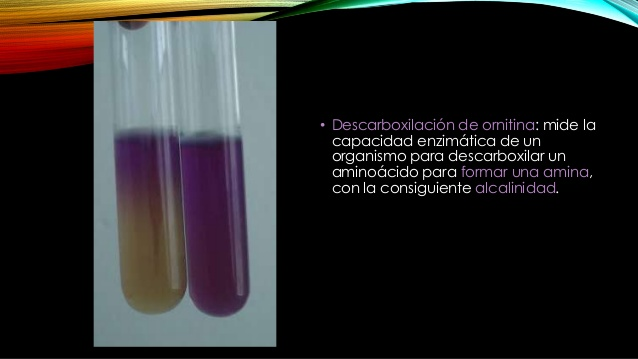 • Descarboxilación de ornitina: mide la
capacidad enzimática de un
organismo para descarboxilar un
aminoácido para formar una amina,
con la consiguiente alcalinidad.